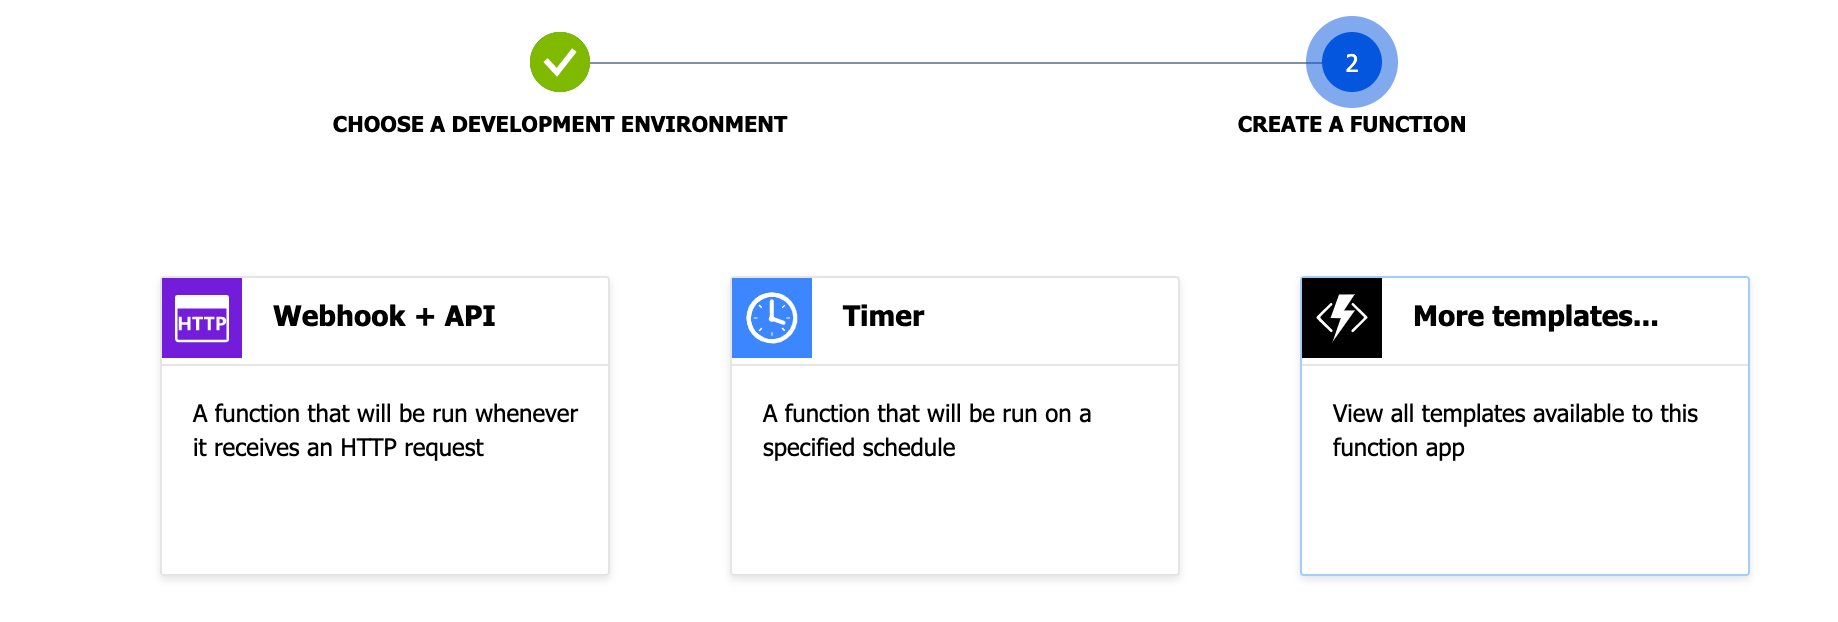 2
CHOOSE A DEVELOPMENT ENVIRONMENT
CREATE A FUNCTION
HTTP
Webhook + API
A function that will be run whenever
it receives an HTTP request
Timer
A function that will be run on a
specified schedule
More templates...
View all templates available to this
function app